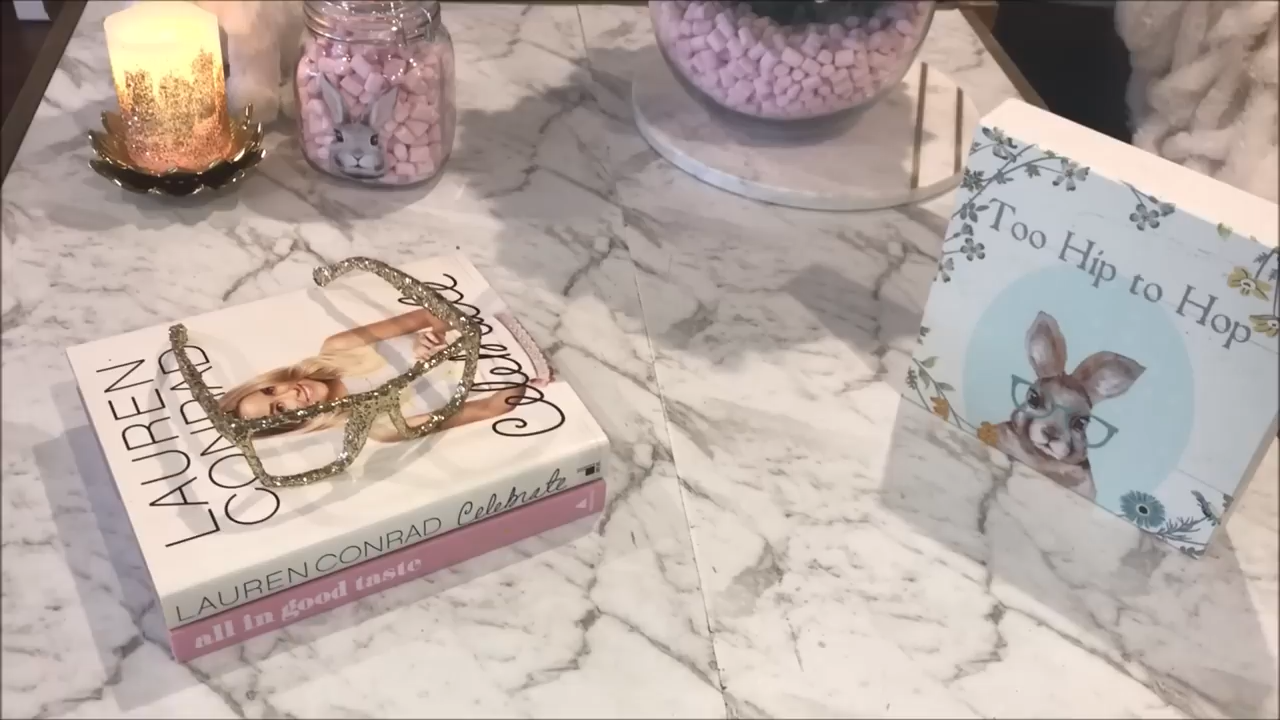 LAUREN
CONRAD
Celebrate
LAUREN CONRAD Celebrate
all in good taste
Too Hip to Hop